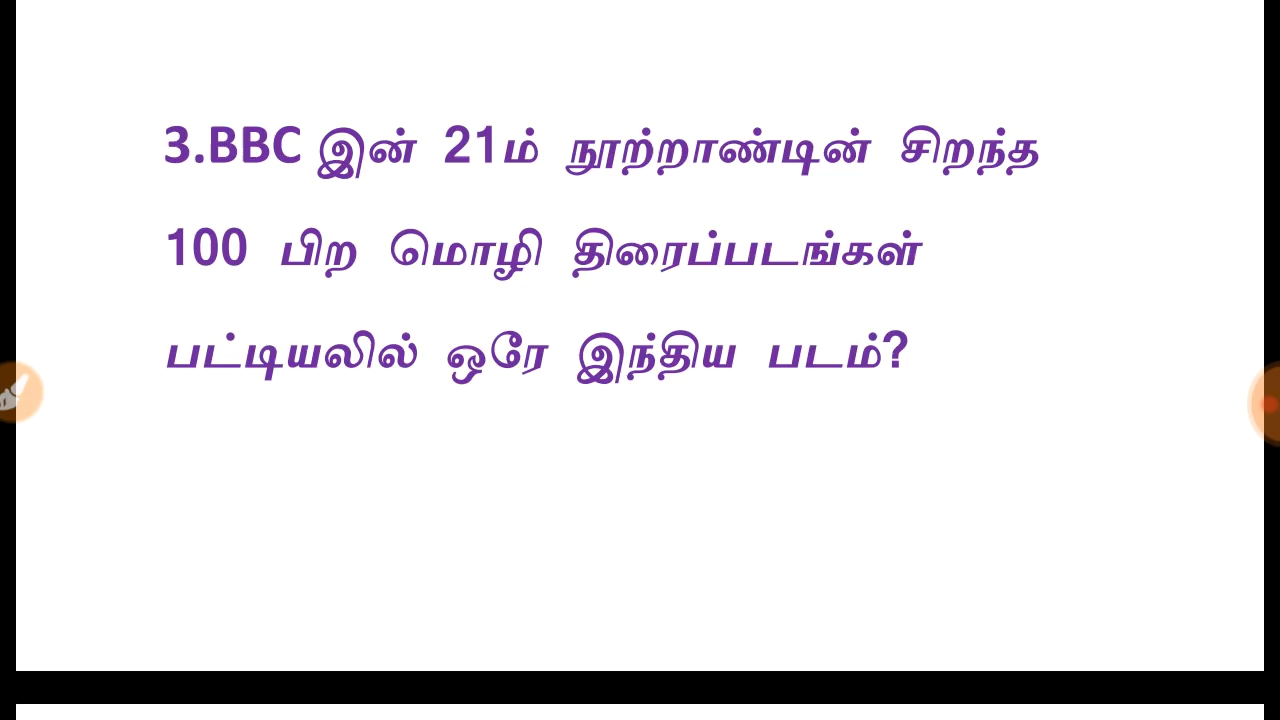 3.BBC இன் 21ம் நூற்றாண்டின் சிறந்த
100 பிற மொழி திரைப்படங்கள்
பட்டியலில் ஒரே இந்திய படம்?